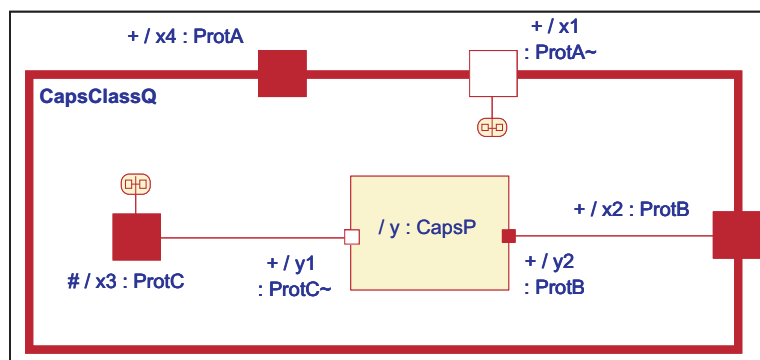 + / x4 : ProtA
+ / x1
: ProtA~
CapsClassQ
/ y : CapsP
+ / x2 : ProtB
# / x3 : ProtC
+ / y1
: ProtC~
+ / y2
: ProtB